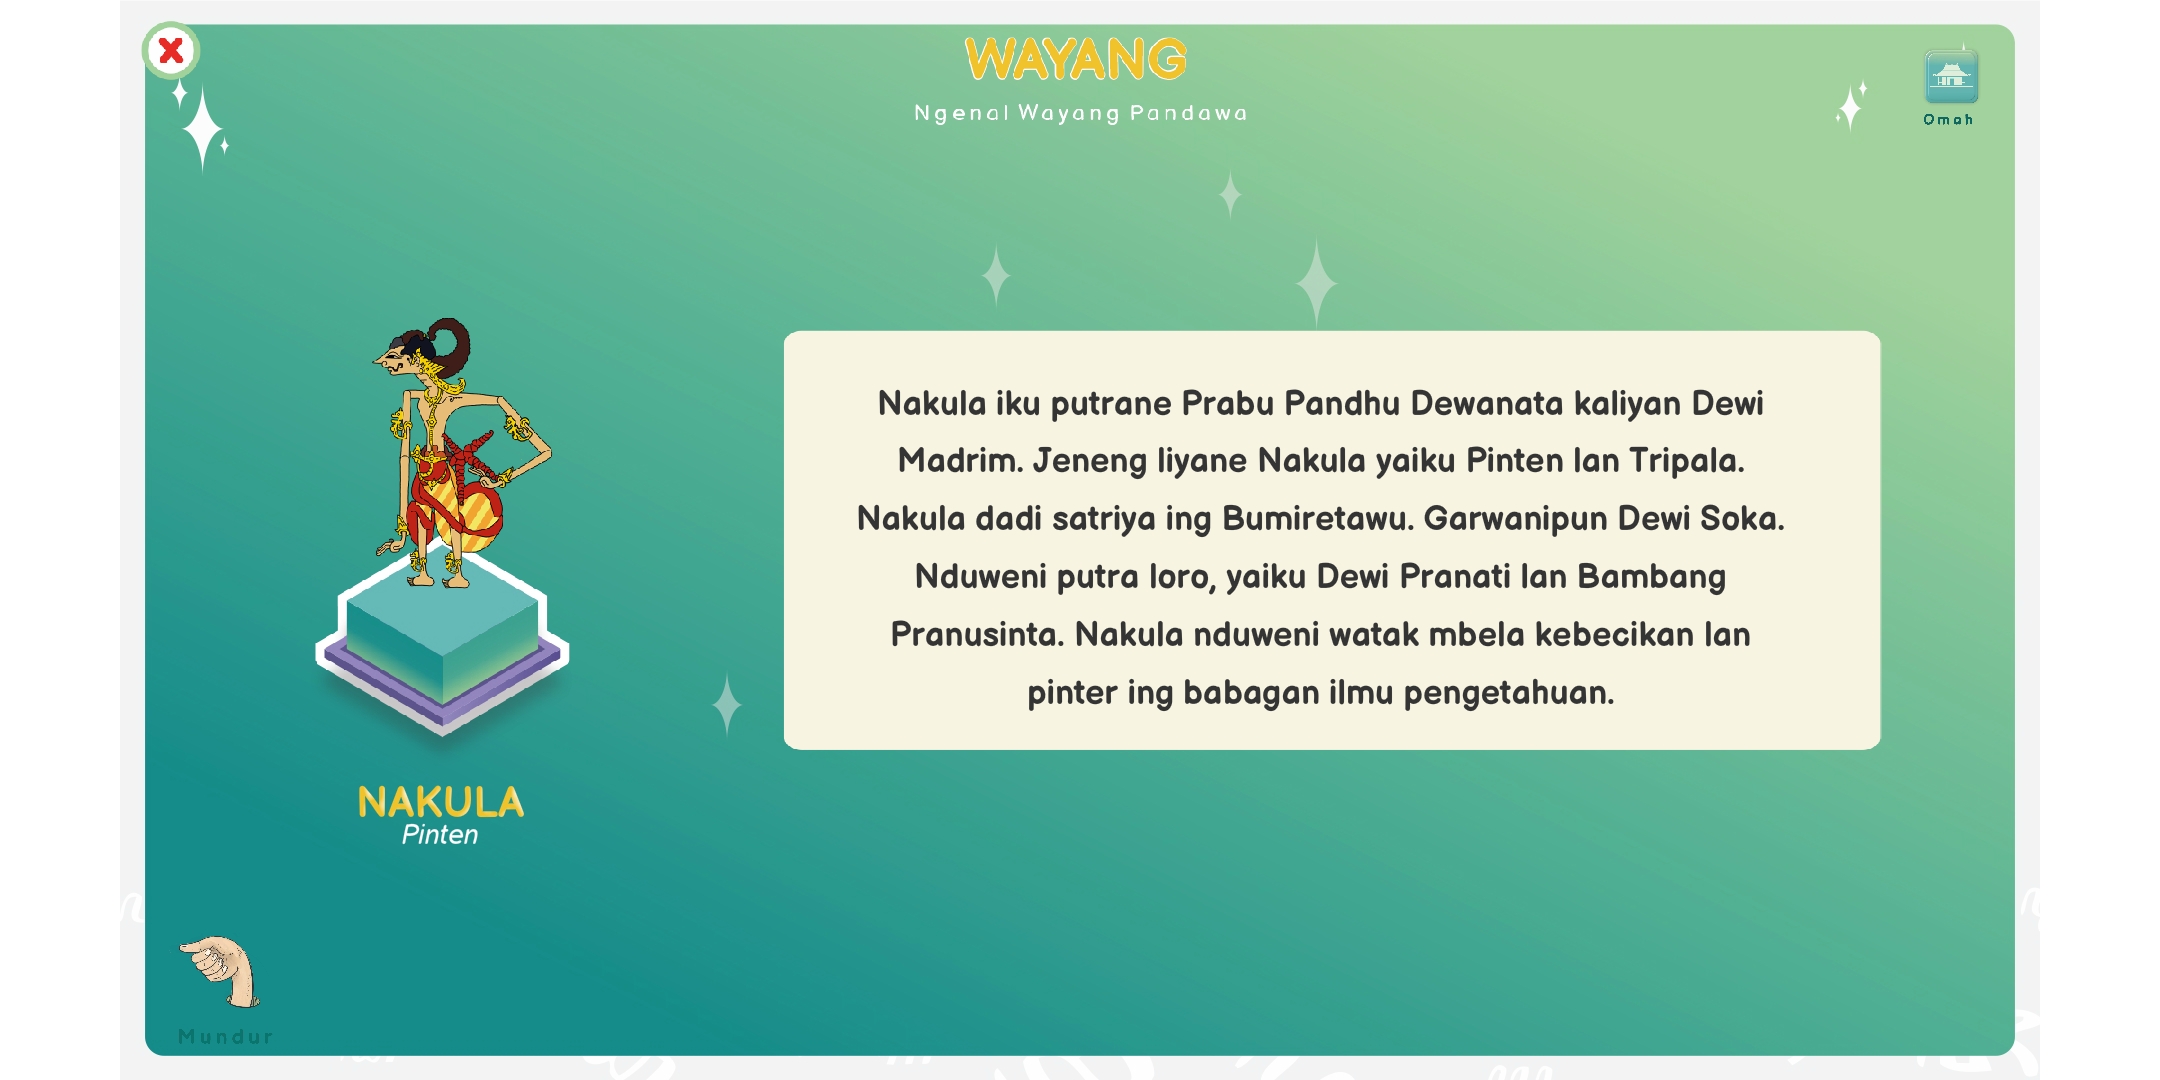 WAYANG
Ngenal Wayang Pandawa
Omah
Nakula iku putrane Prabu Pandhu Dewanata kaliyan Dewi
Madrim. Jeneng liyane Nakula yaiku Pinten lan Tripala.
Nakula dadi satriya ing Bumiretawu. Garwanipun Dewi Soka.
Nduweni putra loro, yaiku Dewi Pranati lan Bambang
Pranusinta. Nakula nduweni watak mbela kebecikan lan
pinter ing babagan ilmu pengetahuan.
NAKULA
Pinten
Mundur